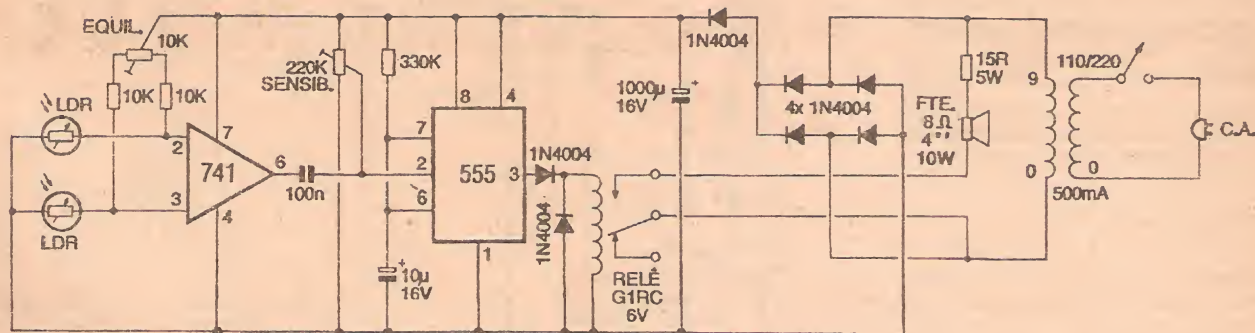 EQUIL.
10K
10K
10K
LDR
LDR
2
3
7
741
6
4
100n
220K
SENSIB.
330K
8
4
7
2
6
555
3
1
10µ
16V
1N4004
1N4004
RELÊ
G1RC
6V
1N4004
1000µ
16V
4x 1N4004
15R
5W
FTE.
8Ω
4''
10W
9
0
110/220
0
500mA
C.A.